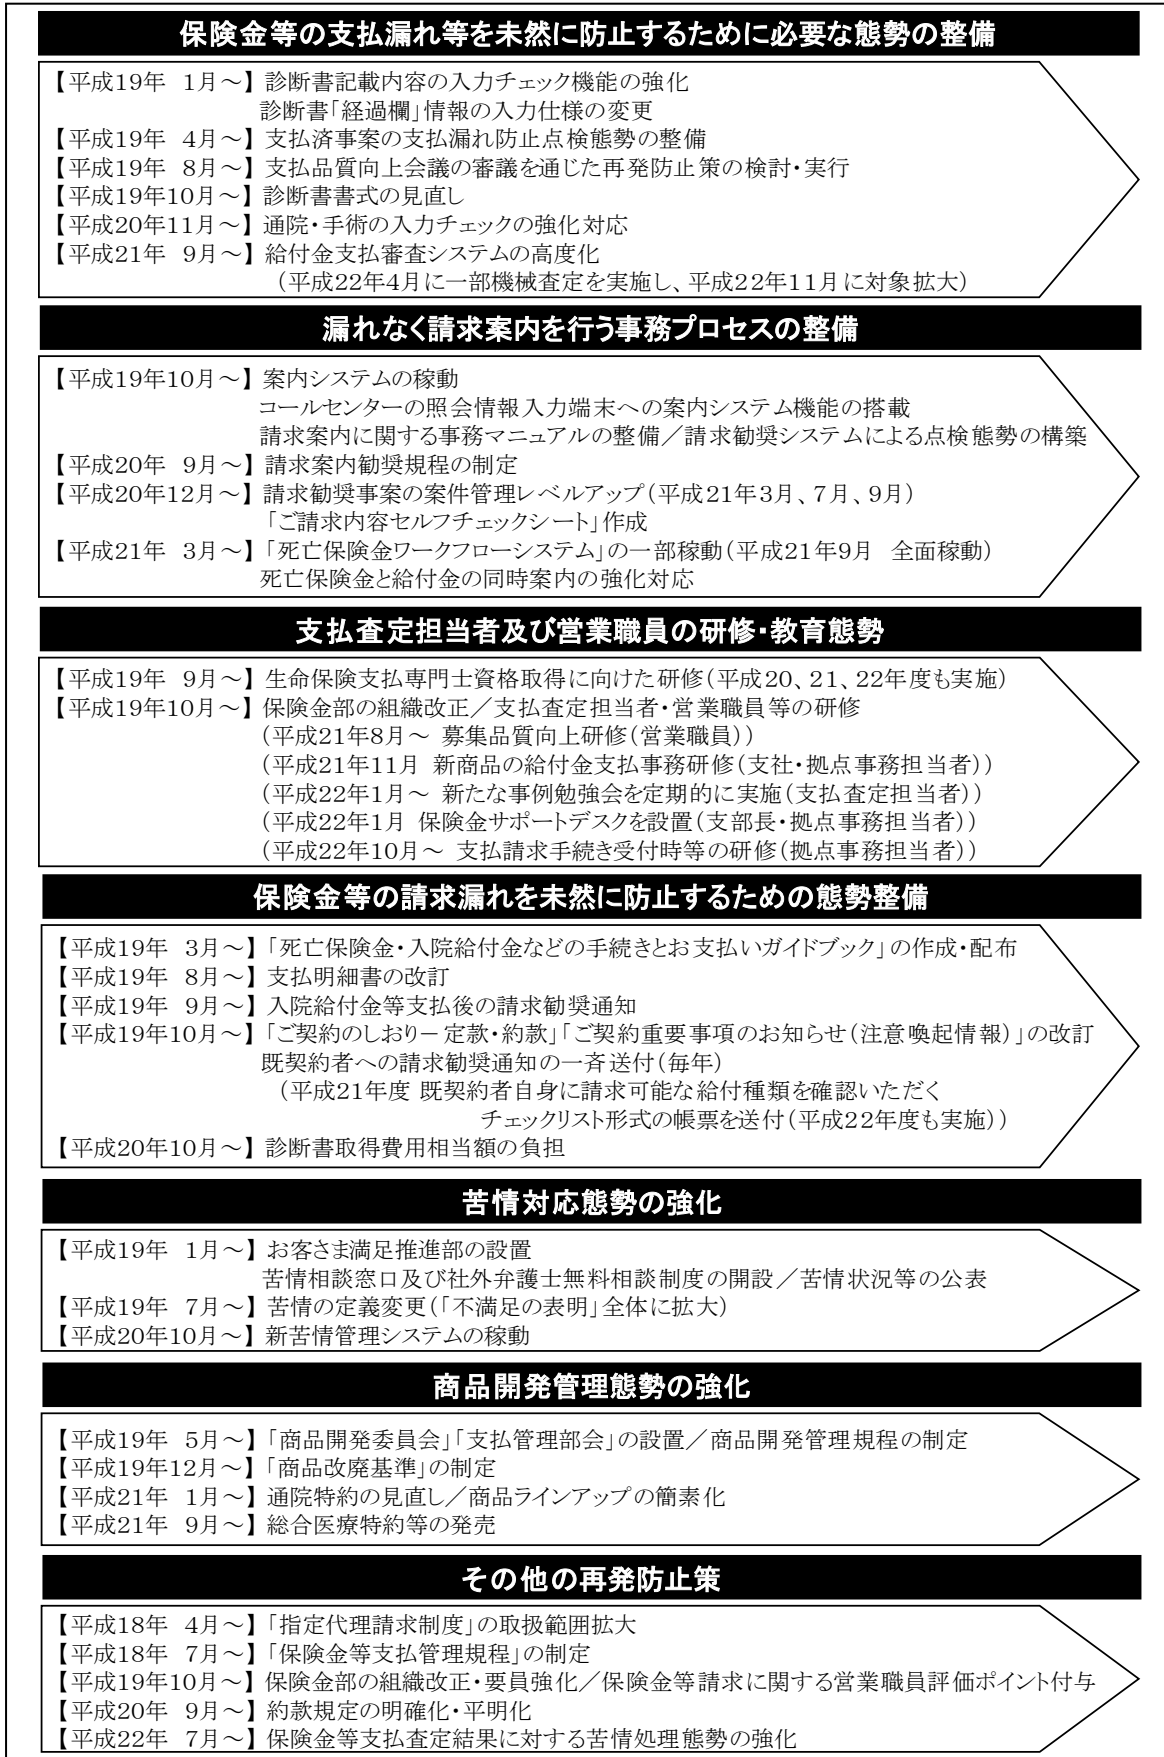 保険金等の支払漏れ等を未然に防止するために必要な態勢の整備
【平成19年 1月～】診断書記載内容の入力チェック機能の強化
診断書「経過欄」情報の入力仕様の変更
【平成19年 4月～】支払済事案の支払漏れ防止点検態勢の整備
【平成19年 8月～】支払品質向上会議の審議を通じた再発防止策の検討・実行
【平成19年10月～】診断書書式の見直し
【平成20年11月～】通院・手術の入力チェックの強化対応
【平成21年 9月～】給付金支払審査システムの高度化
（平成22年4月に一部機械査定を実施し、平成22年11月に対象拡大）
漏れなく請求案内を行う事務プロセスの整備
【平成19年10月～】案内システムの稼動
コールセンターの照会情報入力端末への案内システム機能の搭載
請求案内に関する事務マニュアルの整備／請求勧奨システムによる点検態勢の構築
【平成20年 9月～】請求案内勧奨規程の制定
【平成20年12月～】請求勧奨事案の案件管理レベルアップ（平成21年3月、7月、9月）
「ご請求内容セルフチェックシート」作成
【平成21年 3月～】「死亡保険金ワークフローシステム」の一部稼動（平成21年9月 全面稼動）
死亡保険金と給付金の同時案内の強化対応
支払査定担当者及び営業職員の研修・教育態勢
【平成19年 9月～】生命保険支払専門士資格取得に向けた研修（平成20、21、22年度も実施）
【平成19年10月～】保険金部の組織改正／支払査定担当者・営業職員等の研修
（平成21年8月～ 募集品質向上研修（営業職員））
（平成21年11月 新商品の給付金支払事務研修（支社・拠点事務担当者））
（平成22年1月～ 新たな事例勉強会を定期的に実施（支払査定担当者））
（平成22年1月 保険金サポートデスクを設置（支部長・拠点事務担当者））
（平成22年10月～ 支払請求手続き受付時等の研修（拠点事務担当者））
保険金等の請求漏れを未然に防止するための態勢整備
【平成19年 3月～】「死亡保険金・入院給付金などの手続きとお支払いガイドブック」の作成・配布
【平成19年 8月～】支払明細書の改訂
【平成19年 9月～】入院給付金等支払後の請求勧奨通知
【平成19年10月～】「ご契約のしおり－定款・約款」「ご契約重要事項のお知らせ（注意喚起情報）」の改訂
既契約者への請求勧奨通知の一斉送付（毎年）
（平成21年度 既契約者自身に請求可能な給付種類を確認いただく
チェックリスト形式の帳票を送付（平成22年度も実施））
【平成20年10月～】診断書取得費用相当額の負担
苦情対応態勢の強化
【平成19年 1月～】お客さま満足推進部の設置
苦情相談窓口及び社外弁護士無料相談制度の開設／苦情状況等の公表
【平成19年 7月～】苦情の定義変更（「不満足の表明」全体に拡大）
【平成20年10月～】新苦情管理システムの稼動
商品開発管理態勢の強化
【平成19年 5月～】「商品開発委員会」「支払管理部会」の設置／商品開発管理規程の制定
【平成19年12月～】「商品改廃基準」の制定
【平成21年 1月～】通院特約の見直し／商品ラインアップの簡素化
【平成21年 9月～】総合医療特約等の発売
その他の再発防止策
【平成18年 4月～】「指定代理請求制度」の取扱範囲拡大
【平成18年 7月～】「保険金等支払管理規程」の制定
【平成19年10月～】保険金部の組織改正・要員強化／保険金等請求に関する営業職員評価ポイント付与
【平成20年 9月～】約款規定の明確化・平明化
【平成22年 7月～】保険金等支払査定結果に対する苦情処理態勢の強化